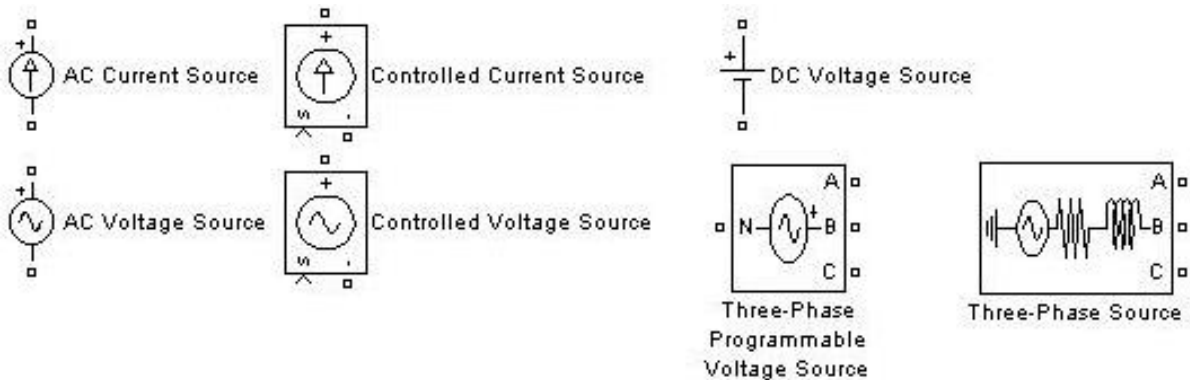 +
AC Current Source
+
s
-
Controlled Current Source
+
DC Voltage Source
+
AC Voltage Source
+
s
-
Controlled Voltage Source
A
N
+
B
C
Three-Phase
Programmable
Voltage Source
A
B
C
Three-Phase Source